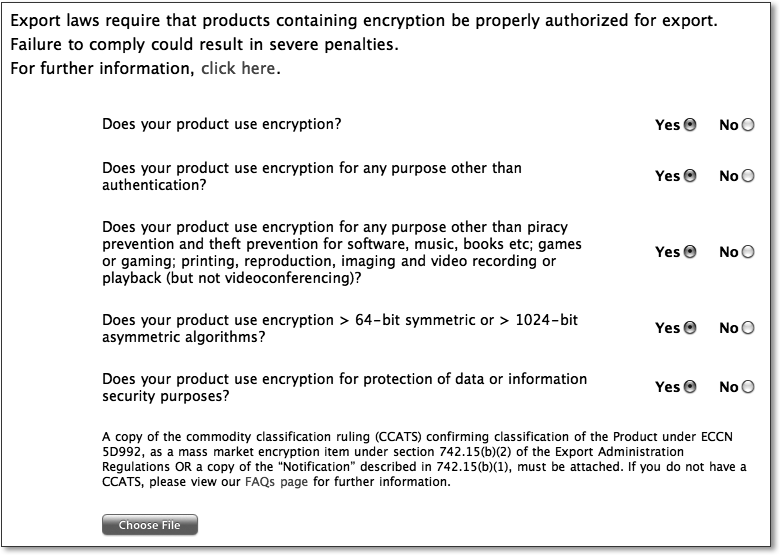 Export laws require that products containing encryption be properly authorized for export.
Failure to comply could result in severe penalties.
For further information, click here.
Does your product use encryption? Yes No
Does your product use encryption for any purpose other than
authentication? Yes No
Does your product use encryption for any purpose other than piracy
prevention and theft prevention for software, music, books etc; games
or gaming; printing, reproduction, imaging and video recording or
playback (but not videoconferencing)? Yes No
Does your product use encryption > 64-bit symmetric or > 1024-bit
asymmetric algorithms? Yes No
Does your product use encryption for protection of data or information
security purposes? Yes No
A copy of the commodity classification ruling (CCATS) confirming classification of the Product under ECCN
5D992, as a mass market encryption item under section 742.15(b)(2) of the Export Administration
Regulations OR a copy of the "Notification" described in 742.15(b)(1), must be attached. If you do not have a
CCATS, please view our FAQs page for further information.
Choose File